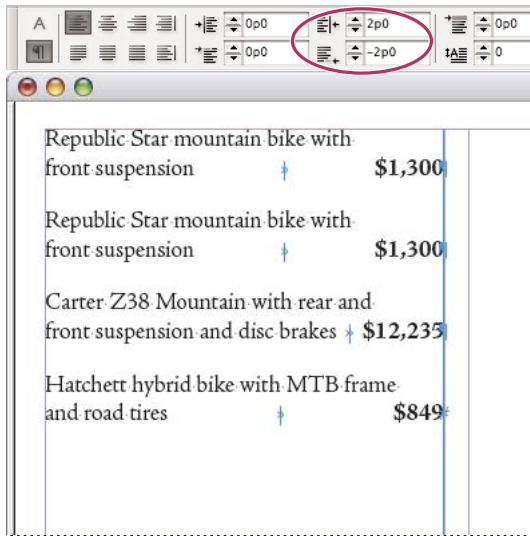 A 0p0 2p0 0p0
¶ 0p0 -2p0 0
Republic Star mountain bike with
front suspension $1,300
Republic Star mountain bike with
front suspension $1,300
Carter Z38 Mountain with rear and
front suspension and disc brakes $12,235
Hatchett hybrid bike with MTB frame
and road tires $849